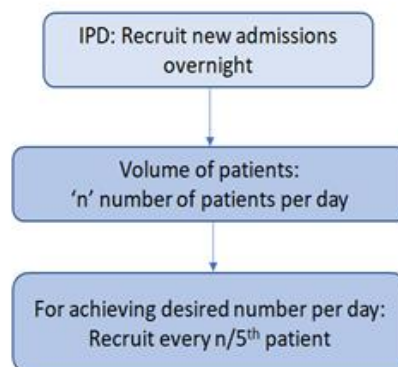 IPD: Recruit new admissions
overnight
Volume of patients:
'n' number of patients per day
For achieving desired number per day:
Recruit every n/5th patient